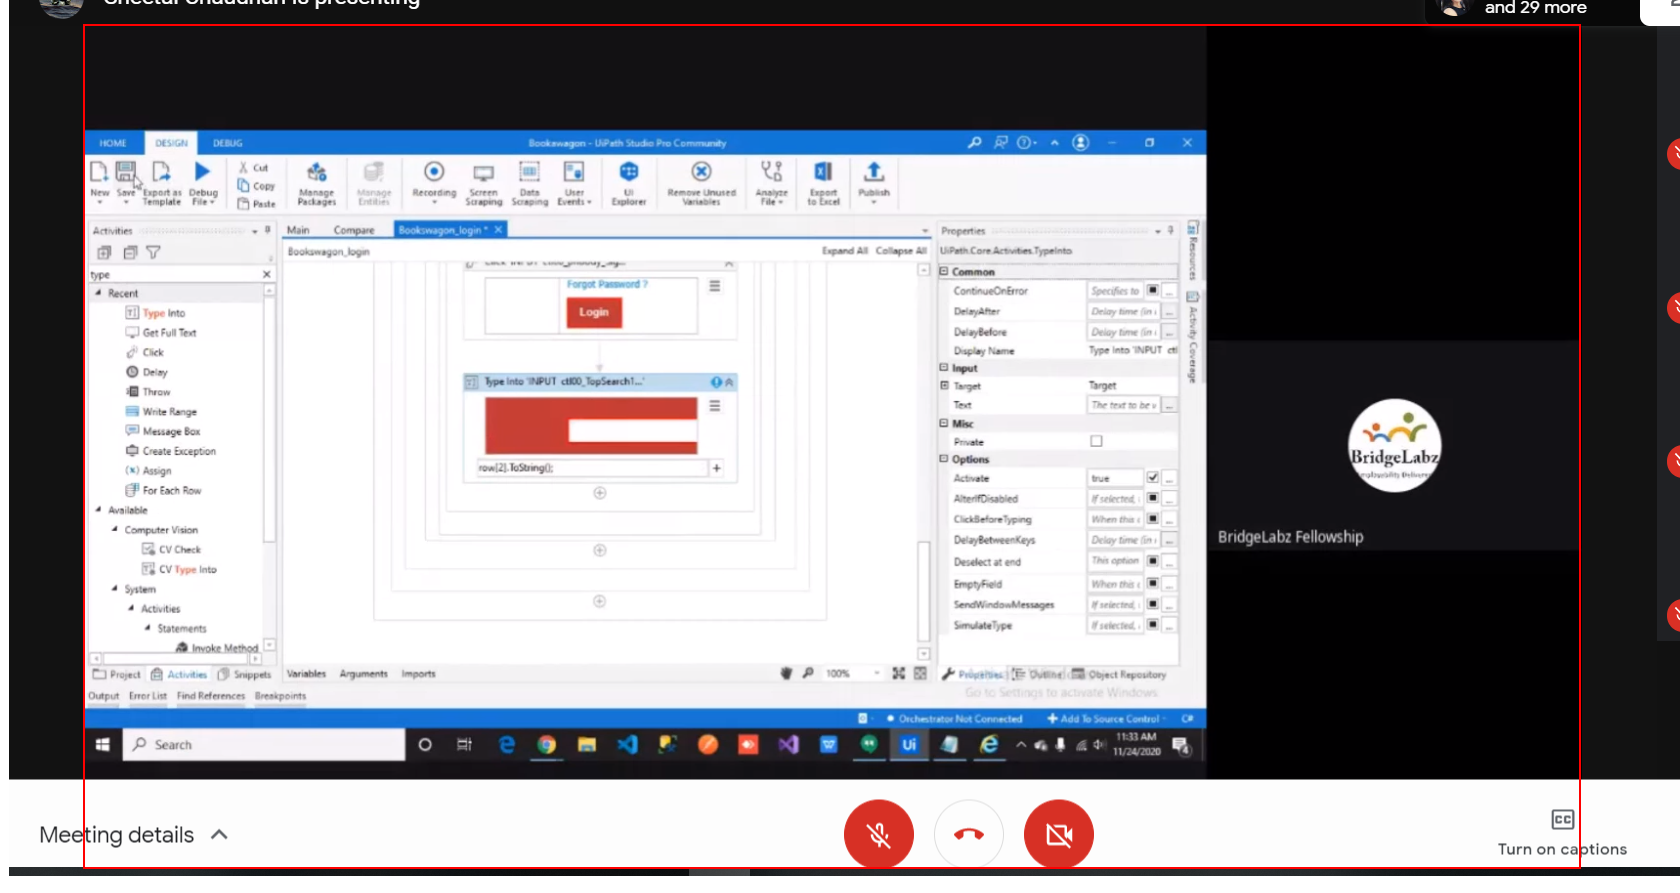 and 29 more
HOME DESIGN DEBUG
Bookswagon - UiPath Studio Pro Community
New Save Export as Template Debug File
Cut
Copy
Paste
Manage Packages
Manage Entities
Recording
Screen Scraping
Data Scraping
User Events
UI Explorer
Remove Unused Variables
Analyze File
Export to Excel
Publish
Activities
type
Recent
Type Into
Get Full Text
Click
Delay
Throw
Write Range
Message Box
Create Exception
Assign
For Each Row
Available
Computer Vision
CV Check
CV Type Into
System
Activities
Statements
Invoke Method
Project Activities Snippets
Output Error List Find References Breakpoints
Main Compare Bookswagon_login *
Bookswagon_login
Expand All Collapse All
Forgot Password ?
Login
Type Into 'INPUT ctl00_TopSearch1...'
row[2].ToString();
Variables Arguments Imports
100%
Properties
UiPath.Core.Activities.TypeInto
Common
ContinueOnError Specifies to
DelayAfter Delay time (in
DelayBefore Delay time (in
Display Name Type Into 'INPUT ctl
Input
Target Target
Text The text to be
Misc
Private
Options
Activate true
AlterIfDisabled If selected,
ClickBeforeTyping When this
DelayBetweenKeys Delay time (in
Deselect at end This option
EmptyField When this
SendWindowMessages If selected,
SimulateType If selected,
Properties Outline Object Repository
Go to Settings to activate Windows.
Resources
Activity Coverage
Orchestrator Not Connected Add To Source Control C#
Search
Ui
11:33 AM
11/24/2020
4
BridgeLabz
BridgeLabz Fellowship
Meeting details
CC
Turn on captions